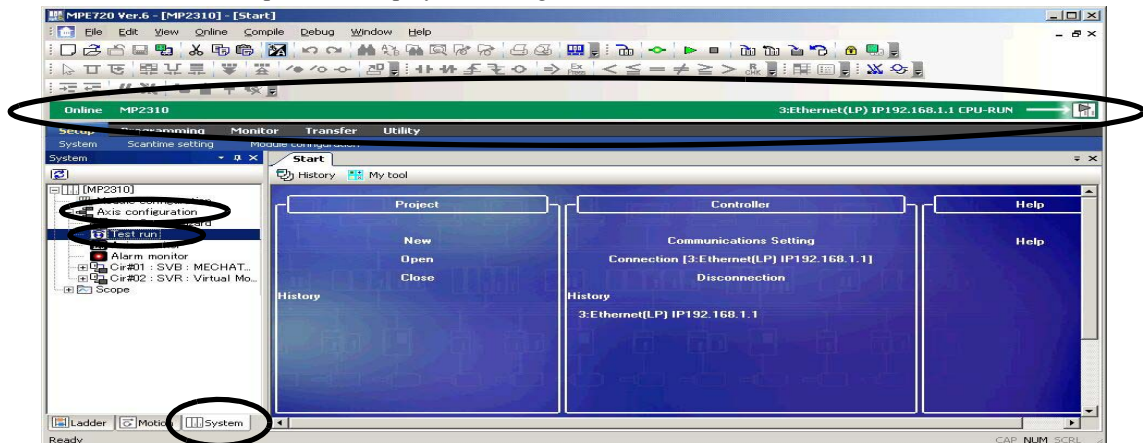 MPE720 Ver.6 - [MP2310] - [Start]
File Edit View Online Compile Debug Window Help
Online MP2310 3:Ethernet(LP) IP192.168.1.1 CPU-RUN
Setup Programming Monitor Transfer Utility
System Scantime setting Module configuration
System Start
History My tool
[MP2310]
Module configuration
Axis configuration
Test run
Alarm monitor
Cir#01 : SVB : MECHAT...
Cir#02 : SVR : Virtual Mo...
Scope
Project Controller Help
New Communications Setting Help
Open Connection [3:Ethernet(LP) IP192.168.1.1]
Close Disconnection
History History
3:Ethernet(LP) IP192.168.1.1
Ladder Motion System
Ready CAP NUM SCRL